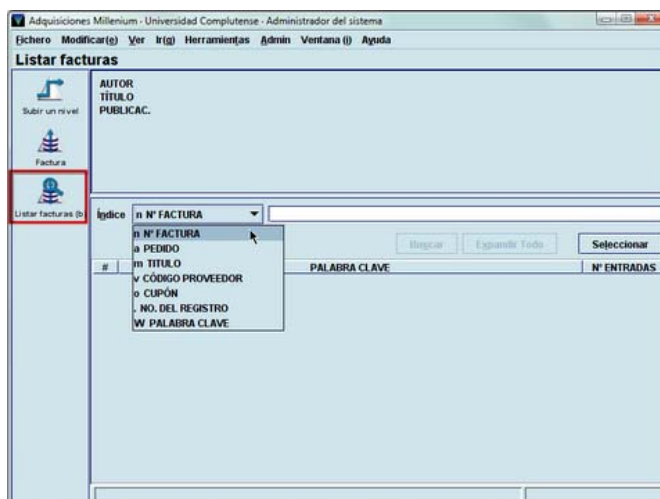 Adquisiciones Millenium - Universidad Complutense - Administrador del sistema
Fichero Modificar(e) Ver Ir(g) Herramientas Admin Ventana (i) Ayuda
Listar facturas
Subir un nivel
Factura
Listar facturas (b
AUTOR
TÍTULO
PUBLICAC.
Índice n Nº FACTURA
n Nº FACTURA
a PEDIDO
m TITULO
v CÓDIGO PROVEEDOR
o CUPÓN
. NO. DEL REGISTRO
W PALABRA CLAVE
Buscar Expandir Todo Seleccionar
# PALABRA CLAVE Nº ENTRADAS